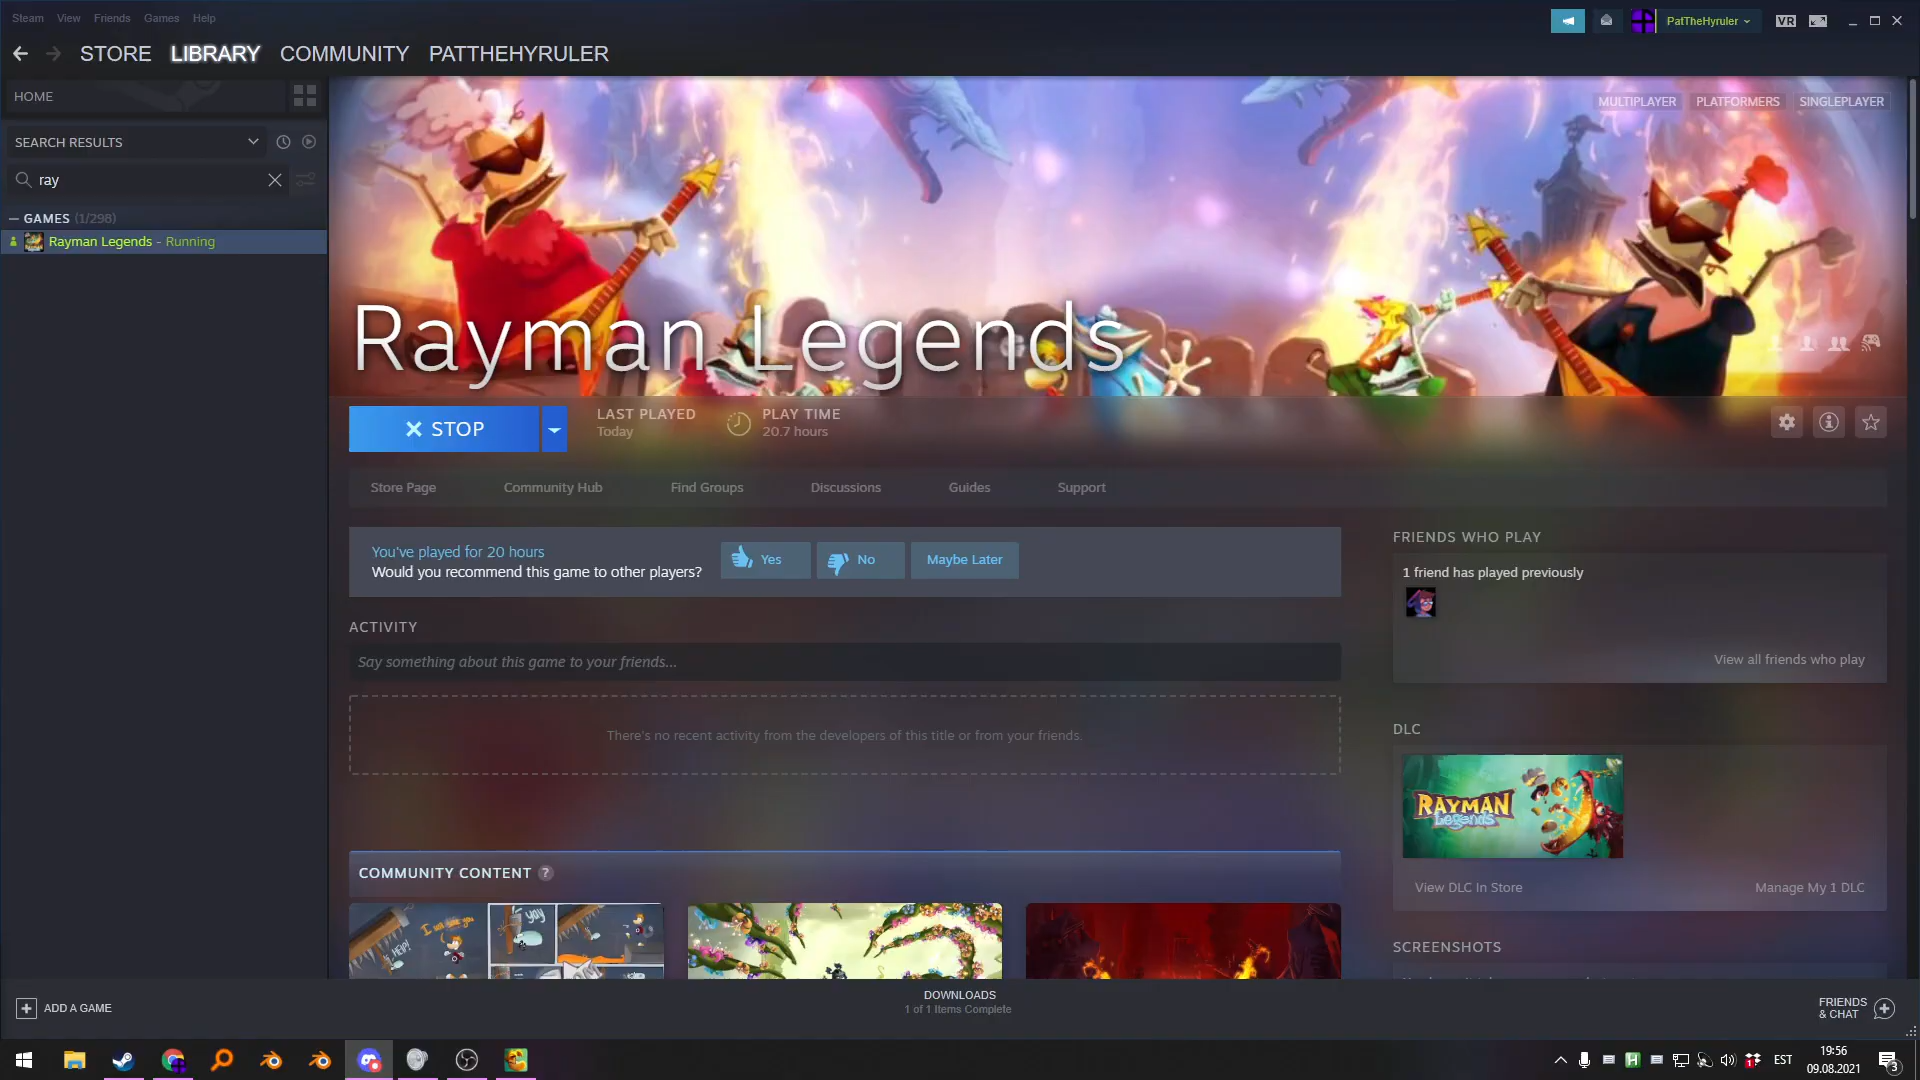 Steam View Friends Games Help
PatTheHyruler
VR
STORE LIBRARY COMMUNITY PATTHEHYRULER
HOME
SEARCH RESULTS
ray
— GAMES (1/298)
Rayman Legends - Running
MULTIPLAYER PLATFORMERS SINGLEPLAYER
Rayman Legends
STOP
LAST PLAYED
Today
PLAY TIME
20.7 hours
Store Page Community Hub Find Groups Discussions Guides Support
You've played for 20 hours
Would you recommend this game to other players?
Yes No Maybe Later
ACTIVITY
Say something about this game to your friends...
There's no recent activity from the developers of this title or from your friends.
COMMUNITY CONTENT ?
I will save you
HELP!
yay
FRIENDS WHO PLAY
1 friend has played previously
View all friends who play
DLC
RAYMAN
Legends
View DLC In Store Manage My 1 DLC
SCREENSHOTS
ADD A GAME
DOWNLOADS
1 of 1 Items Complete
FRIENDS
& CHAT
EST
19:56
09.08.2021
3